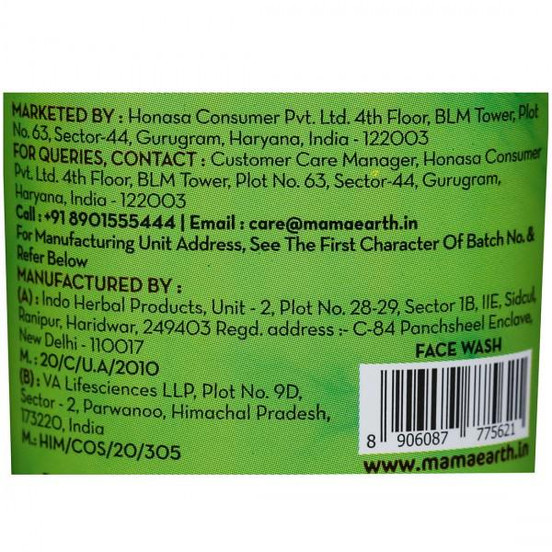 MARKETED BY : Honasa Consumer Pvt. Ltd. 4th Floor, BLM Tower, Plot
No. 63, Sector-44, Gurugram, Haryana, India - 122003
FOR QUERIES, CONTACT : Customer Care Manager, Honasa Consumer
Pvt. Ltd. 4th Floor, BLM Tower, Plot No. 63, Sector-44, Gurugram,
Haryana, India - 122003
Call : +91 8901555444 | Email : care@mamaearth.in
For Manufacturing Unit Address, See The First Character Of Batch No. &
Refer Below
MANUFACTURED BY :
(A) : Indo Herbal Products, Unit - 2, Plot No. 28-29, Sector 1B, IIE, Sidcul,
Ranipur, Haridwar, 249403 Regd. address :- C-84 Panchsheel Enclave,
New Delhi - 110017
M. : 20/C/U.A/2010
(B) : VA Lifesciences LLP, Plot No. 9D,
Sector - 2, Parwanoo, Himachal Pradesh,
173220, India
M.: HIM/COS/20/305
FACE WASH
8 906087 775621
www.mamaearth.in